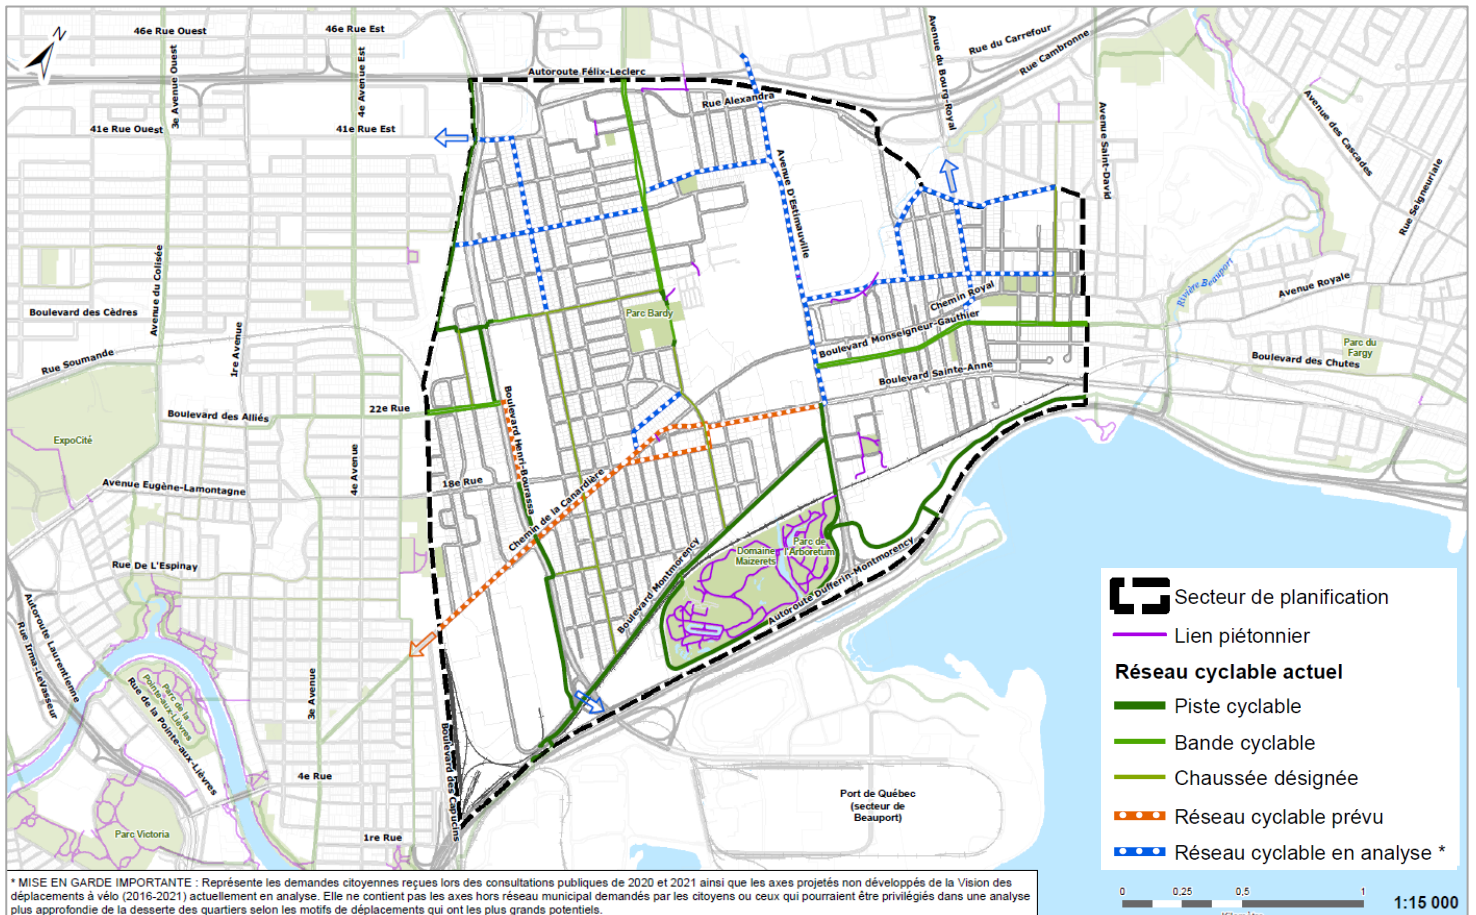 N
46e Rue Ouest
46e Rue Est
3e Avenue Ouest
4e Avenue Est
Autoroute Félix-Leclerc
Avenue du Bourg-Royal
Rue du Carrefour
Rue Cambronne
Rue Alexandra
41e Rue Ouest
41e Rue Est
Avenue Saint-David
Avenue des Cascades
Rue Seigneuriale
Avenue D'Estimauville
Avenue du Colisée
Rivière Beauport
Avenue Royale
Chemin Royal
Boulevard des Cèdres
Parc Bardy
Boulevard Monseigneur-Gauthier
1re Avenue
Rue Soumande
Parc du
Fargy
Boulevard des Chutes
Boulevard Sainte-Anne
22e Rue
Boulevard des Alliés
Boulevard Henri-Bourassa
ExpoCité
4e Avenue
18e Rue
Avenue Eugène-Lamontagne
Chemin de la Canardière
Boulevard Montmorency
Domaine
Maizerets
Parc de
l'Arboretum
Autoroute Dufferin-Montmorency
Rue De L'Espinay
Autoroute Laurentienne
Rue Irma-LeVasseur
Parc de la
Pointe-aux-Lièvres
Rue de la Pointe-aux-Lièvres
3e Avenue
Boulevard des Capucins
4e Rue
Parc Victoria
1re Rue
Port de Québec
(secteur de
Beauport)
Secteur de planification
Lien piétonnier
Réseau cyclable actuel
Piste cyclable
Bande cyclable
Chaussée désignée
Réseau cyclable prévu
Réseau cyclable en analyse *
* MISE EN GARDE IMPORTANTE : Représente les demandes citoyennes reçues lors des consultations publiques de 2020 et 2021 ainsi que les axes projetés non développés de la Vision des
déplacements à vélo (2016-2021) actuellement en analyse. Elle ne contient pas les axes hors réseau municipal demandés par les citoyens ou ceux qui pourraient être privilégiés dans une analyse
plus approfondie de la desserte des quartiers selon les motifs de déplacements qui ont les plus grands potentiels.
0 0,25 0,5 1
1:15 000